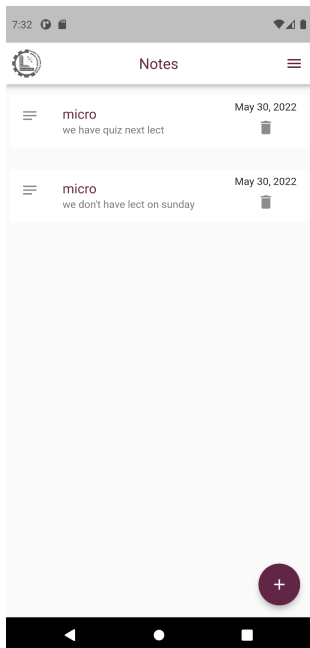 7:32
Notes
micro
May 30, 2022
we have quiz next lect
micro
May 30, 2022
we don't have lect on sunday